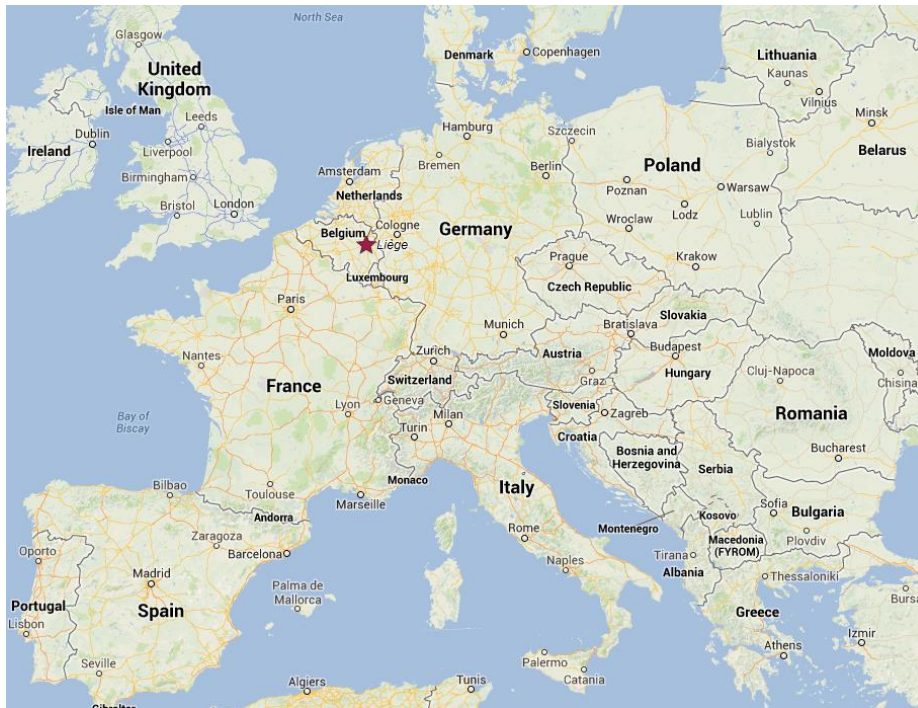 North Sea
Glasgow
Denmark
Copenhagen
Lithuania
Kaunas
Vilnius
United
Kingdom
Isle of Man
Leeds
Minsk
Dublin
Ireland
Liverpool
Hamburg
Szczecin
Bialystok
Belarus
Birmingham
Amsterdam
Bremen
Berlin
Poland
Netherlands
Poznan
Warsaw
Bristol
London
Lodz
Lublin
Belgium
Cologne
Germany
Wroclaw
Liège
Prague
Krakow
Luxembourg
Czech Republic
Paris
Slovakia
Munich
Bratislava
Nantes
Zurich
Austria
Budapest
Moldova
France
Switzerland
Graz
Hungary
Cluj-Napoca
Chisina
Geneva
Bay of
Biscay
Lyon
Milan
Slovenia
Zagreb
Romania
Turin
Croatia
Bosnia and
Herzegovina
Bucharest
Monaco
Serbia
Bilbao
Toulouse
Marseille
Italy
Sofia
Andorra
Kosovo
Bulgaria
Zaragoza
Rome
Montenegro
Macedonia
(FYROM)
Plovdiv
Oporto
Barcelona
Tirana
Naples
Albania
Thessaloniki
Madrid
Palma de
Mallorca
Bursa
Portugal
Spain
Greece
Lisbon
Izmir
Athens
Seville
Palermo
Catania
Algiers
Tunis
Gibraltar